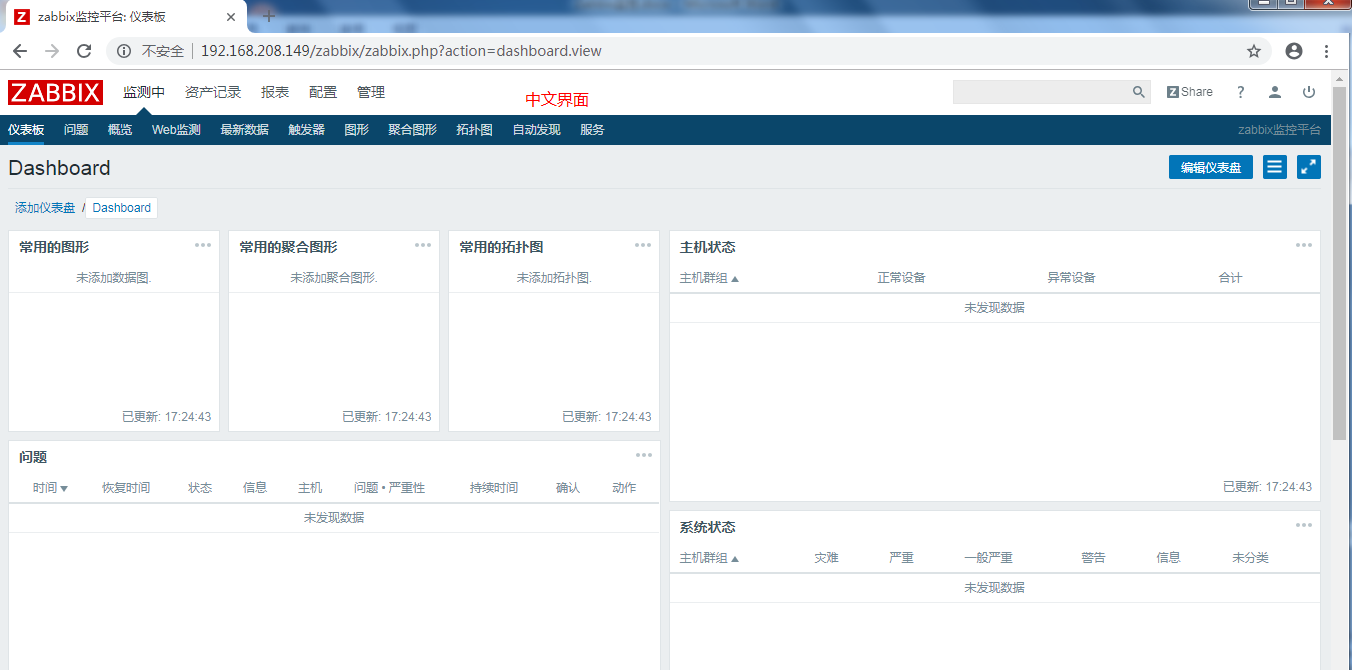 Z zabbix监控平台: 仪表板
不安全 192.168.208.149/zabbix/zabbix.php?action=dashboard.view
ZABBIX 监测中 资产记录 报表 配置 管理 中文界面 Z Share ?
仪表板 问题 概览 Web监测 最新数据 触发器 图形 聚合图形 拓扑图 自动发现 服务 zabbix监控平台
Dashboard 编辑仪表盘
添加仪表盘 / Dashboard
常用的图形
未添加数据图.
已更新: 17:24:43
常用的聚合图形
未添加聚合图形.
已更新: 17:24:43
常用的拓扑图
未添加拓扑图.
已更新: 17:24:43
主机状态
主机群组 正常设备 异常设备 合计
未发现数据
已更新: 17:24:43
问题
时间 恢复时间 状态 信息 主机 问题 • 严重性 持续时间 确认 动作
未发现数据
系统状态
主机群组 灾难 严重 一般严重 警告 信息 未分类
未发现数据